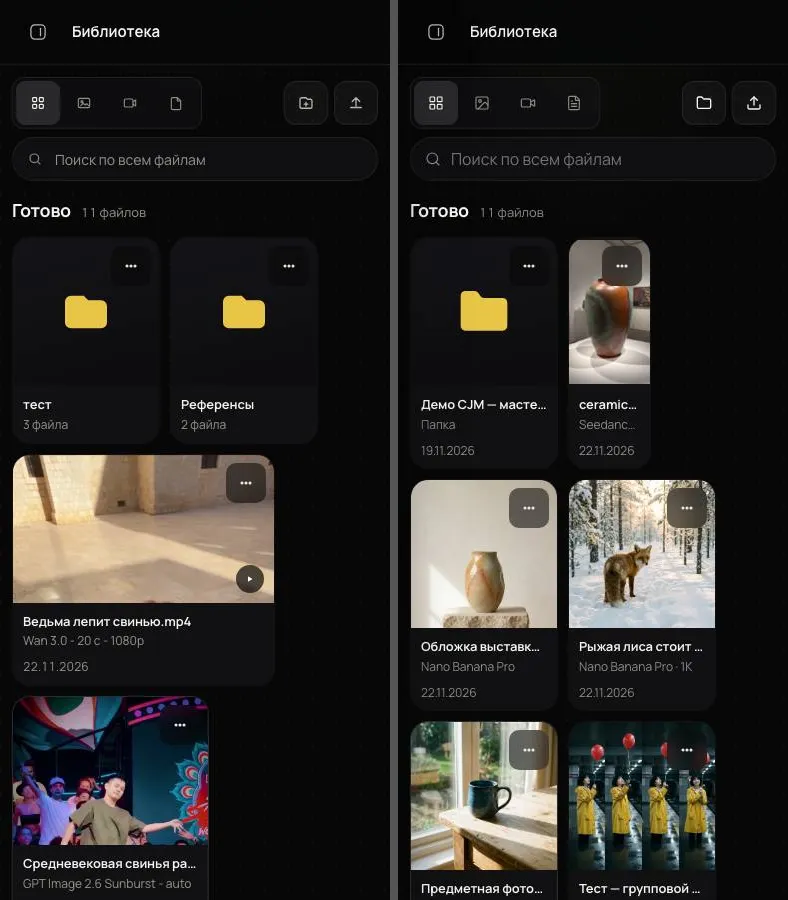 Библиотека
Поиск по всем файлам
Готово 11 файлов
тест
3 файла
Референсы
2 файла
Ведьма лепит свинью.mp4
Wan 3.0 - 20 с - 1080p
22.11.2026
Средневековая свинья ра...
GPT Image 2.6 Sunburst - auto
Библиотека
Поиск по всем файлам
Готово 11 файлов
Демо CJM — масте...
Папка
19.11.2026
ceramic...
Seedanc...
22.11.2026
Обложка выставк...
Nano Banana Pro
22.11.2026
Рыжая лиса стоит ...
Nano Banana Pro · 1K
22.11.2026
Предметная фото...
Тест — групповой ...